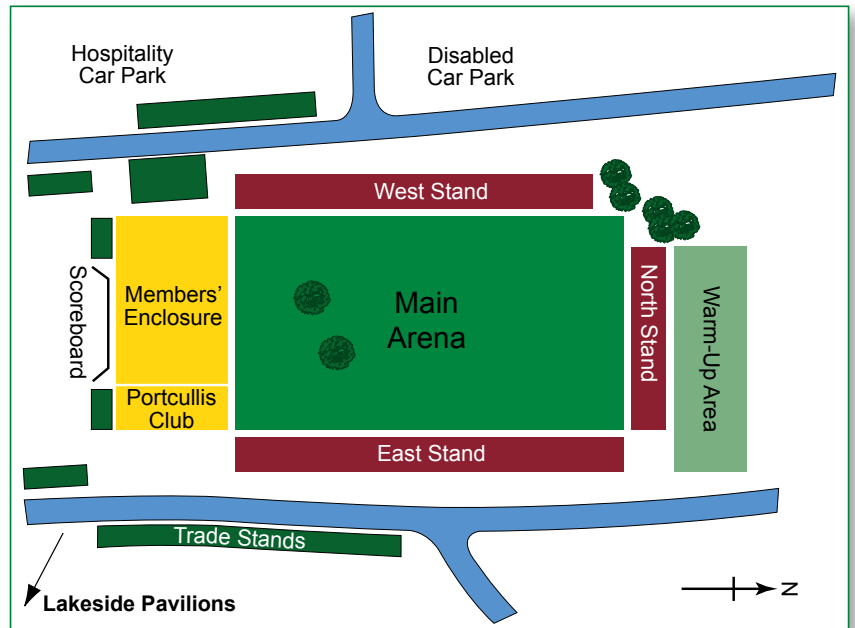 Hospitality
Car Park
Disabled
Car Park
West Stand
Scoreboard
Members'
Enclosure
Main
Arena
North Stand
Warm-Up Area
Portcullis
Club
East Stand
Trade Stands
Lakeside Pavilions
N